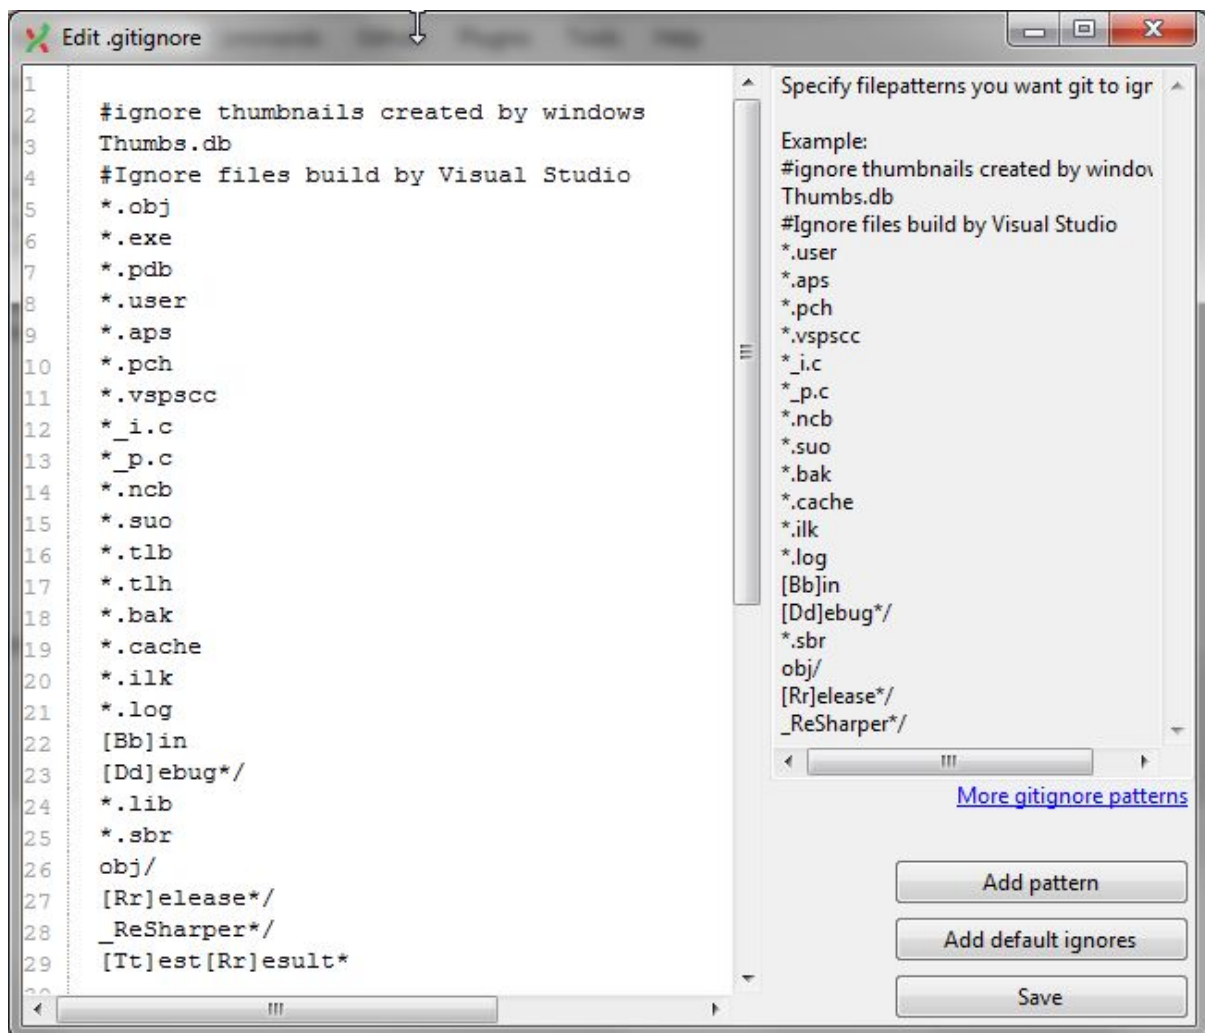 Edit .gitignore
Plugins Tools Help
1
2 #ignore thumbnails created by windows
3 Thumbs.db
4 #Ignore files build by Visual Studio
5 *.obj
6 *.exe
7 *.pdb
8 *.user
9 *.aps
10 *.pch
11 *.vspscc
12 *_i.c
13 *_p.c
14 *.ncb
15 *.suo
16 *.tlb
17 *.tlh
18 *.bak
19 *.cache
20 *.ilk
21 *.log
22 [Bb]in
23 [Dd]ebug*/
24 *.lib
25 *.sbr
26 obj/
27 [Rr]elease*/
28 _ReSharper*/
29 [Tt]est[Rr]esult*
Specify filepatterns you want git to igr
Example:
#ignore thumbnails created by windov
Thumbs.db
#Ignore files build by Visual Studio
*.user
*.aps
*.pch
*.vspscc
*_i.c
*_p.c
*.ncb
*.suo
*.bak
*.cache
*.ilk
*.log
[Bb]in
[Dd]ebug*/
*.sbr
obj/
[Rr]elease*/
_ReSharper*/
More gitignore patterns
Add pattern
Add default ignores
Save